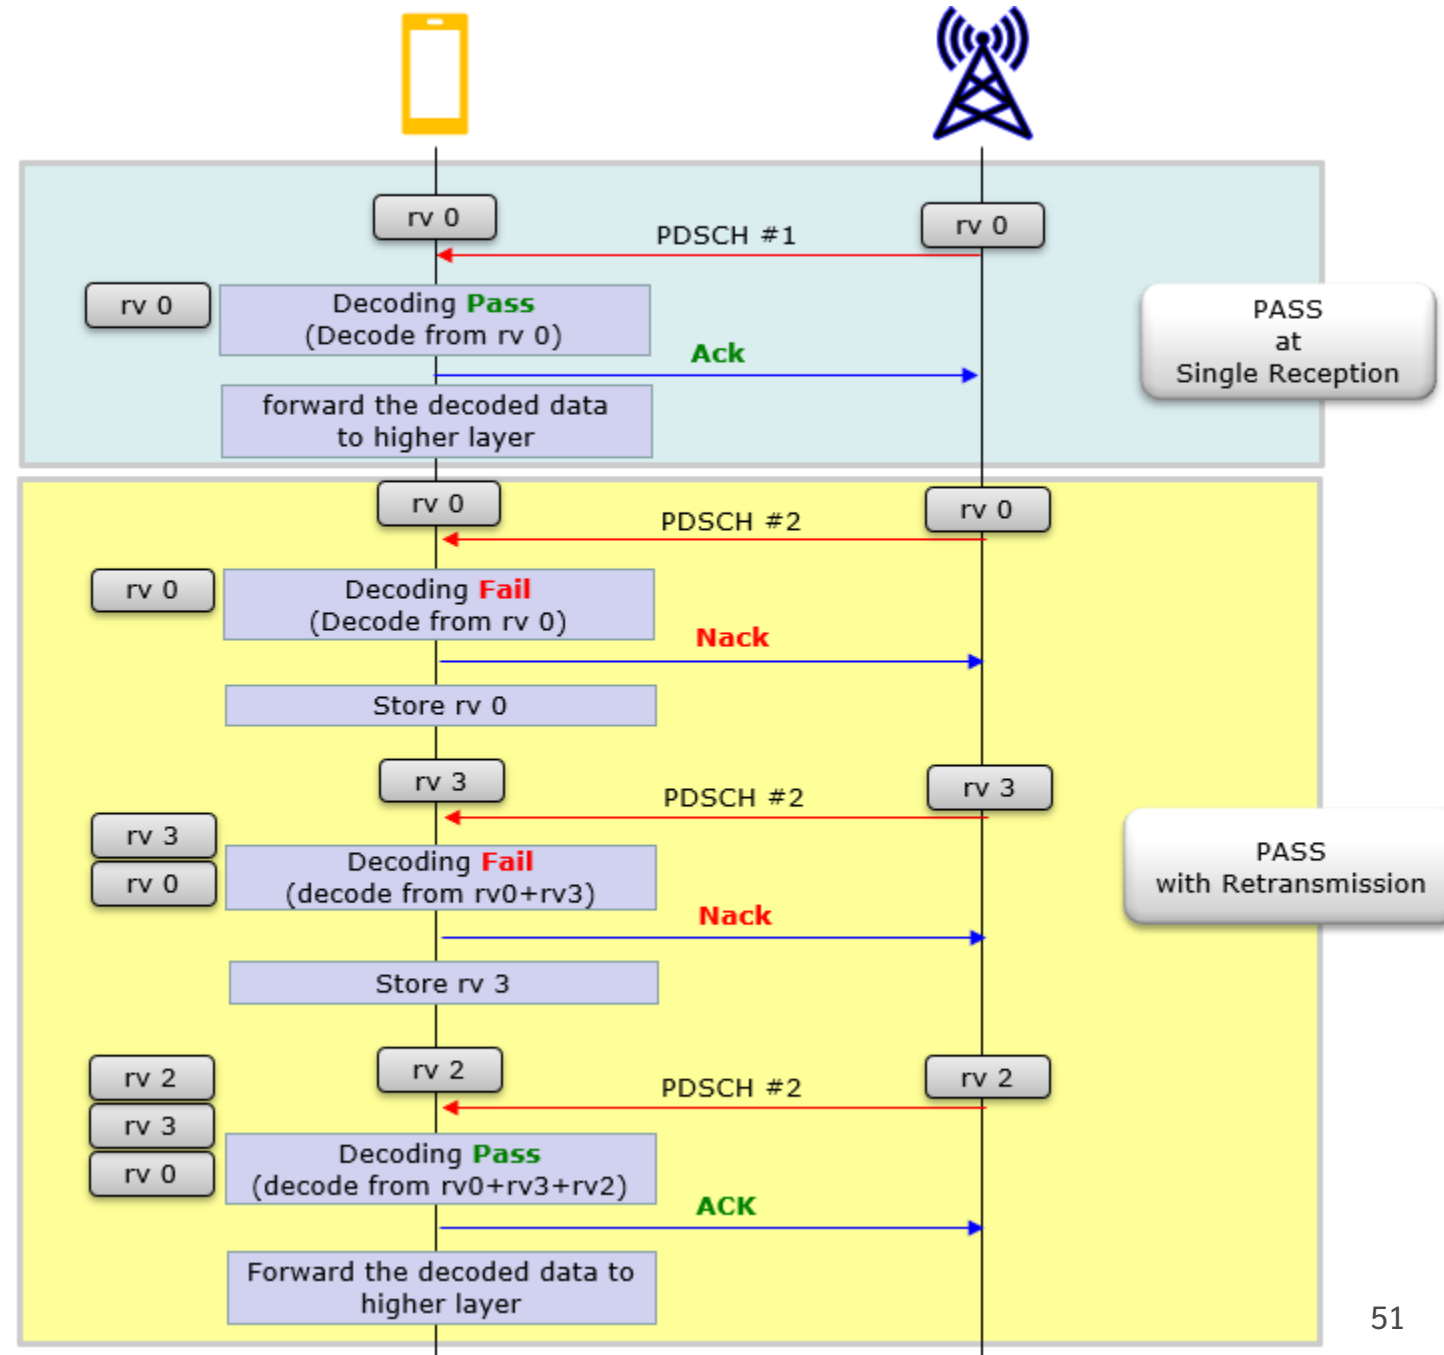 rv 0
rv 0
PDSCH #1
rv 0
Decoding Pass
(Decode from rv 0)
Ack
forward the decoded data
to higher layer
PASS
at
Single Reception
rv 0
rv 0
PDSCH #2
rv 0
Decoding Fail
(Decode from rv 0)
Nack
Store rv 0
rv 3
rv 3
PDSCH #2
rv 3
rv 0
Decoding Fail
(decode from rv0+rv3)
Nack
Store rv 3
PASS
with Retransmission
rv 2
rv 2
PDSCH #2
rv 2
rv 3
rv 0
Decoding Pass
(decode from rv0+rv3+rv2)
ACK
Forward the decoded data to
higher layer
51